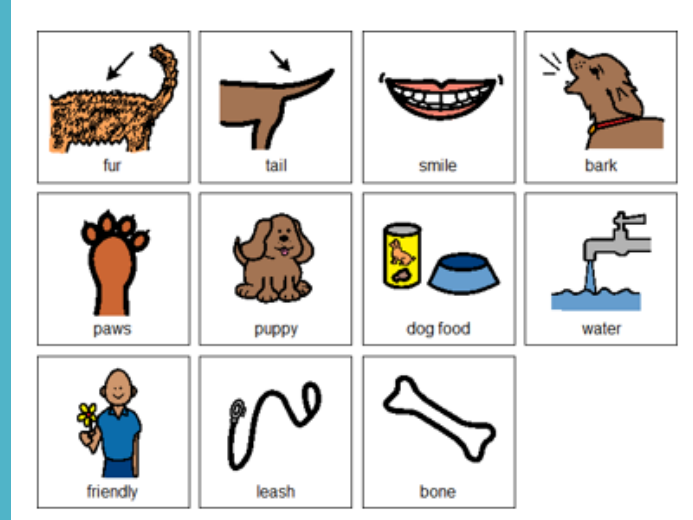 fur
tail
smile
bark
paws
puppy
dog food
water
friendly
leash
bone